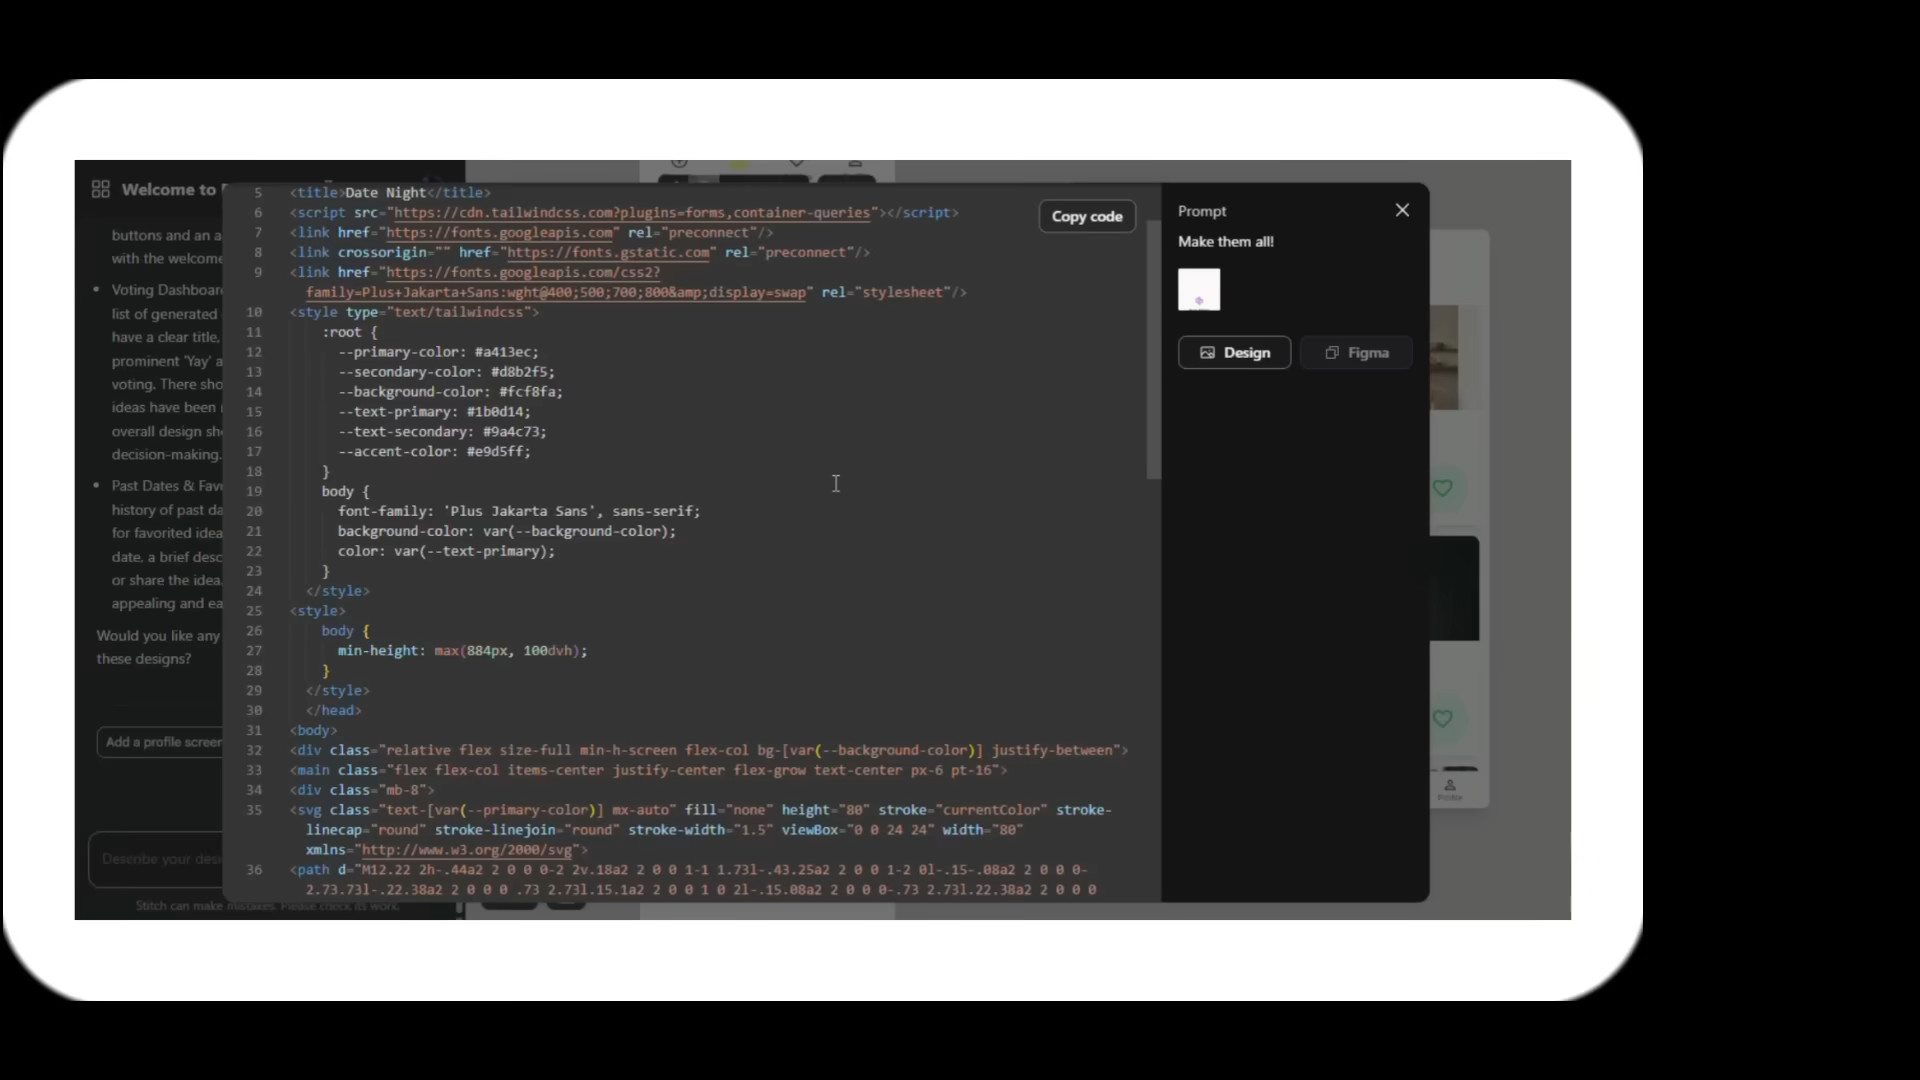 Welcome to
buttons and an a
with the welcome
Voting Dashboar
list of generated
have a clear title,
prominent 'Yay' a
voting. There sho
ideas have been
overall design sh
decision-making.
Past Dates & Fav
history of past da
for favorited idea
date, a brief desc
or share the idea.
appealing and ea
Would you like any
these designs?
Add a profile screen
Describe your desi
Stitch can make mistakes. Please check its work.
5 <title>Date Night</title>
6 <script src="https://cdn.tailwindcss.com?plugins=forms,container-queries"></script>
7 <link href="https://fonts.googleapis.com" rel="preconnect"/>
8 <link crossorigin="" href="https://fonts.gstatic.com" rel="preconnect"/>
9 <link href="https://fonts.googleapis.com/css2?
family=Plus+Jakarta+Sans:wght@400;500;700;800&amp;display=swap" rel="stylesheet"/>
10 <style type="text/tailwindcss">
11 :root {
12 --primary-color: #a413ec;
13 --secondary-color: #d8b2f5;
14 --background-color: #fcf8fa;
15 --text-primary: #1b0d14;
16 --text-secondary: #9a4c73;
17 --accent-color: #e9d5ff;
18 }
19 body {
20 font-family: 'Plus Jakarta Sans', sans-serif;
21 background-color: var(--background-color);
22 color: var(--text-primary);
23 }
24 </style>
25 <style>
26 body {
27 min-height: max(884px, 100dvh);
28 }
29 </style>
30 </head>
31 <body>
32 <div class="relative flex size-full min-h-screen flex-col bg-[var(--background-color)] justify-between">
33 <main class="flex flex-col items-center justify-center flex-grow text-center px-6 pt-16">
34 <div class="mb-8">
35 <svg class="text-[var(--primary-color)] mx-auto" fill="none" height="80" stroke="currentColor" stroke-
linecap="round" stroke-linejoin="round" stroke-width="1.5" viewBox="0 0 24 24" width="80"
xmlns="http://www.w3.org/2000/svg">
36 <path d="M12.22 2h-.44a2 2 0 0 0-2 2v.18a2 2 0 0 1-1 1.73l-.43.25a2 2 0 0 1-2 0l-.15-.08a2 2 0 0 0-
2.73.73l-.22.38a2 2 0 0 0 .73 2.73l.15.1a2 2 0 0 1 0 2l-.15.08a2 2 0 0 0-.73 2.73l.22.38a2 2 0 0 0
Copy code
Prompt
Make them all!
Design
Figma
Profile